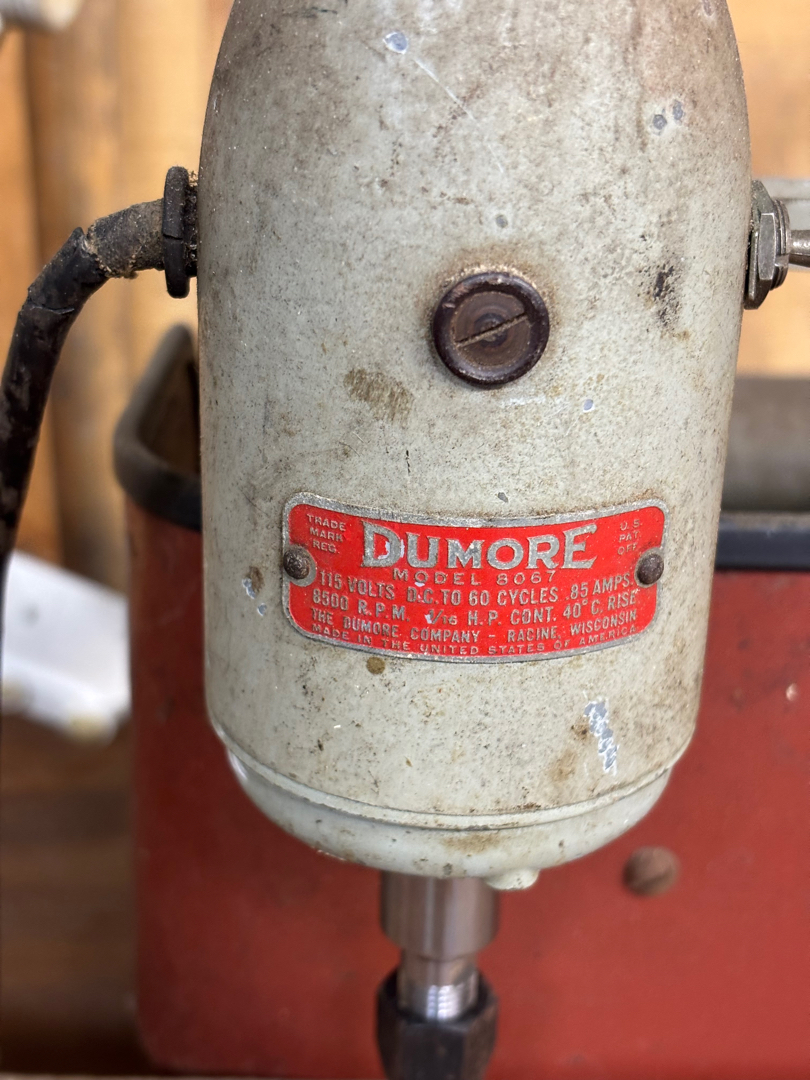 TRADE MARK REG.
DUMORE
U.S. PAT. OFF.
MODEL 8067
115 VOLTS D.C. TO 60 CYCLES .85 AMPS.
8500 R.P.M. 1/16 H.P. CONT. 40°C. RISE
THE DUMORE COMPANY - RACINE, WISCONSIN
MADE IN THE UNITED STATES OF AMERICA